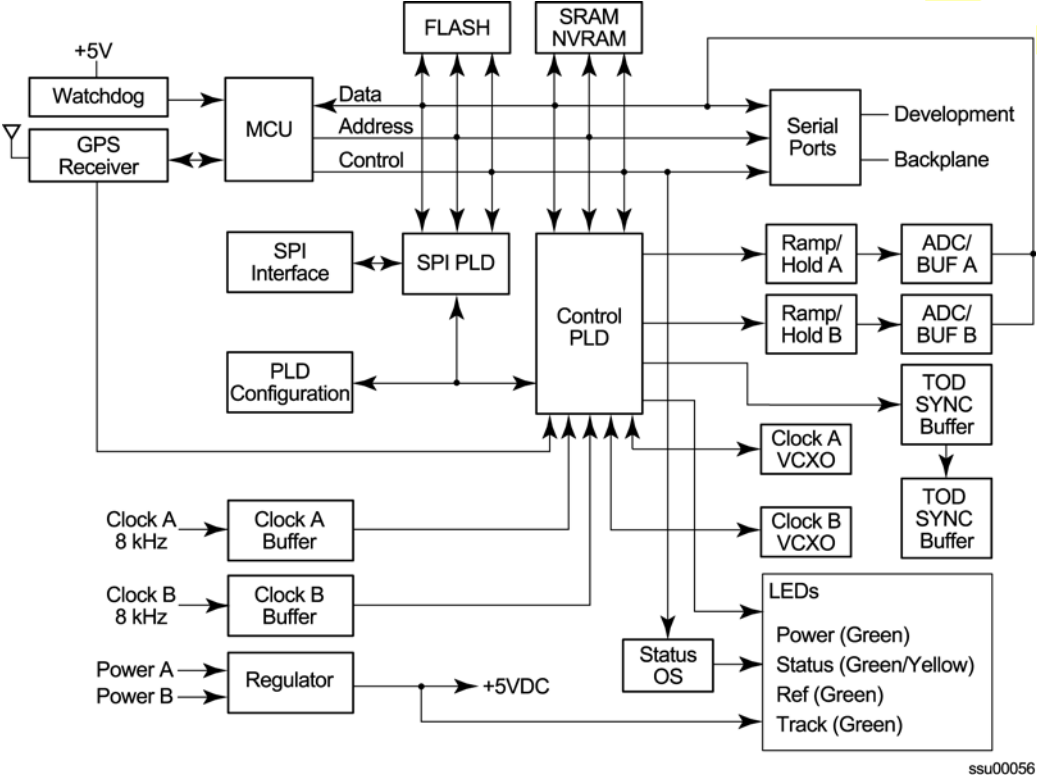 FLASH
SRAM
NVRAM
+5V
Watchdog
GPS
Receiver
MCU
Data
Address
Control
Serial
Ports
Development
Backplane
SPI
Interface
SPI PLD
Control
PLD
Ramp/
Hold A
ADC/
BUF A
Ramp/
Hold B
ADC/
BUF B
PLD
Configuration
TOD
SYNC
Buffer
Clock A
VCXO
TOD
SYNC
Buffer
Clock A
8 kHz
Clock A
Buffer
Clock B
VCXO
Clock B
8 kHz
Clock B
Buffer
LEDs
Power (Green)
Status (Green/Yellow)
Ref (Green)
Track (Green)
Status
OS
Power A
Power B
Regulator
+5VDC
ssu00056